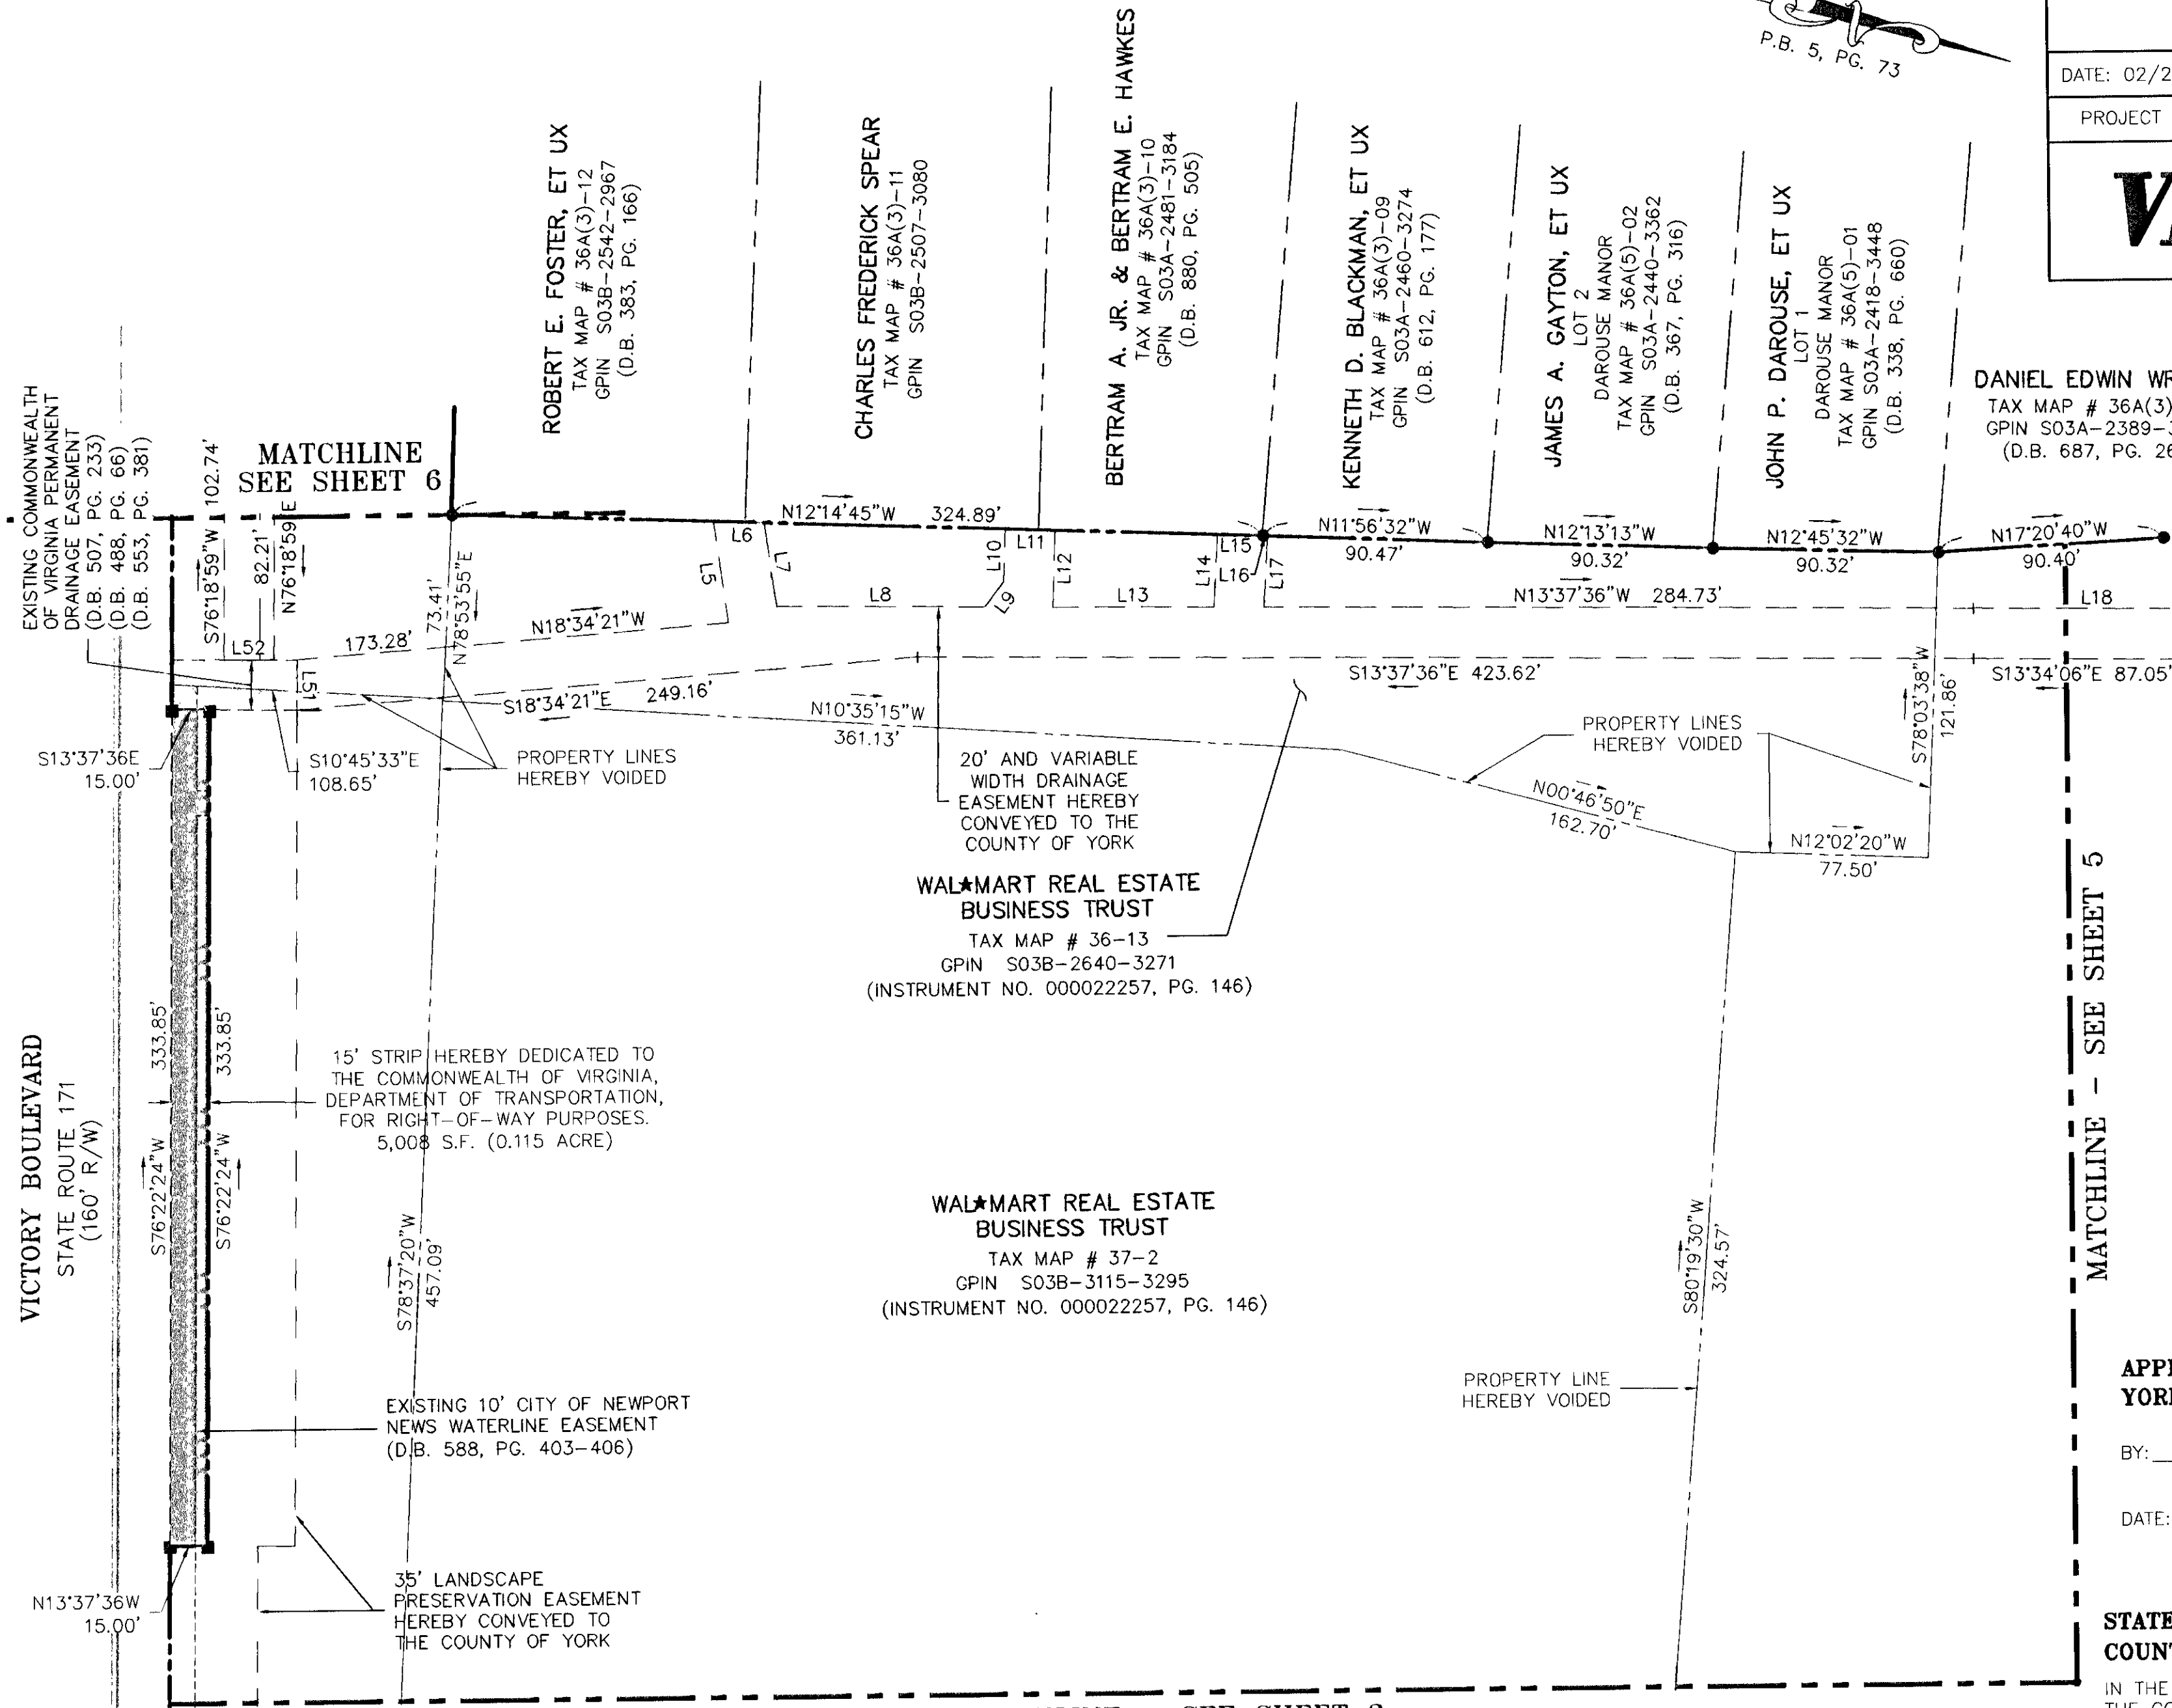 P.B. 5, PG. 73
DATE: 02/2
PROJECT
ROBERT E. FOSTER, ET UX
TAX MAP # 36A(3)-12
GPIN S03B-2542-2967
(D.B. 383, PG. 166)
CHARLES FREDERICK SPEAR
TAX MAP # 36A(3)-11
GPIN S03B-2507-3080
BERTRAM A. JR. & BERTRAM E. HAWKES
TAX MAP # 36A(3)-10
GPIN S03A-2481-3184
(D.B. 880, PG. 505)
KENNETH D. BLACKMAN, ET UX
TAX MAP # 36A(3)-09
GPIN S03A-2460-3274
(D.B. 612, PG. 177)
JAMES A. GAYTON, ET UX
LOT 2
DAROUSE MANOR
TAX MAP # 36A(5)-02
GPIN S03A-2440-3362
(D.B. 367, PG. 316)
JOHN P. DAROUSE, ET UX
LOT 1
DAROUSE MANOR
TAX MAP # 36A(5)-01
GPIN S03A-2418-3448
(D.B. 338, PG. 660)
DANIEL EDWIN WR
TAX MAP # 36A(3)
GPIN S03A-2389-3
(D.B. 687, PG. 26
EXISTING COMMONWEALTH
OF VIRGINIA PERMANENT
DRAINAGE EASEMENT
(D.B. 507, PG. 233)
(D.B. 488, PG. 66)
(D.B. 553, PG. 381)
MATCHLINE
SEE SHEET 6
S76°18'59"W 102.74'
82.21'
N76°18'59"E
73.41'
N78°53'55"E
N12°14'45"W 324.89'
N11°56'32"W
90.47'
N12°13'13"W
90.32'
N12°45'32"W
90.32'
N17°20'40"W
90.40'
L6
L7
L5
L8
L9
L10
L11
L12
L13
L14
L15
L16
L17
L18
L52
L51
173.28'
N18°34'21"W
N13°37'36"W 284.73'
S13°37'36"E 423.62'
S13°34'06"E 87.05'
S18°34'21"E 249.16'
N10°35'15"W
361.13'
S78°03'38"W
121.86'
S13°37'36E
15.00'
S10°45'33"E
108.65'
PROPERTY LINES
HEREBY VOIDED
PROPERTY LINES
HEREBY VOIDED
20' AND VARIABLE
WIDTH DRAINAGE
EASEMENT HEREBY
CONVEYED TO THE
COUNTY OF YORK
N00°46'50"E
162.70'
N12°02'20"W
77.50'
WAL★MART REAL ESTATE
BUSINESS TRUST
TAX MAP # 36-13
GPIN S03B-2640-3271
(INSTRUMENT NO. 000022257, PG. 146)
MATCHLINE - SEE SHEET 5
VICTORY BOULEVARD
STATE ROUTE 171
(160' R/W)
333.85'
S76°22'24"W
333.85'
S76°22'24"W
15' STRIP HEREBY DEDICATED TO
THE COMMONWEALTH OF VIRGINIA,
DEPARTMENT OF TRANSPORTATION,
FOR RIGHT-OF-WAY PURPOSES.
5,008 S.F. (0.115 ACRE)
S78°37'20"W
457.09'
WAL★MART REAL ESTATE
BUSINESS TRUST
TAX MAP # 37-2
GPIN S03B-3115-3295
(INSTRUMENT NO. 000022257, PG. 146)
S80°19'30"W
324.57'
PROPERTY LINE
HEREBY VOIDED
EXISTING 10' CITY OF NEWPORT
NEWS WATERLINE EASEMENT
(D.B. 588, PG. 403-406)
35' LANDSCAPE
PRESERVATION EASEMENT
HEREBY CONVEYED TO
THE COUNTY OF YORK
N13°37'36W
15.00'
BY:
DATE:
STATE
COUNT
IN THE